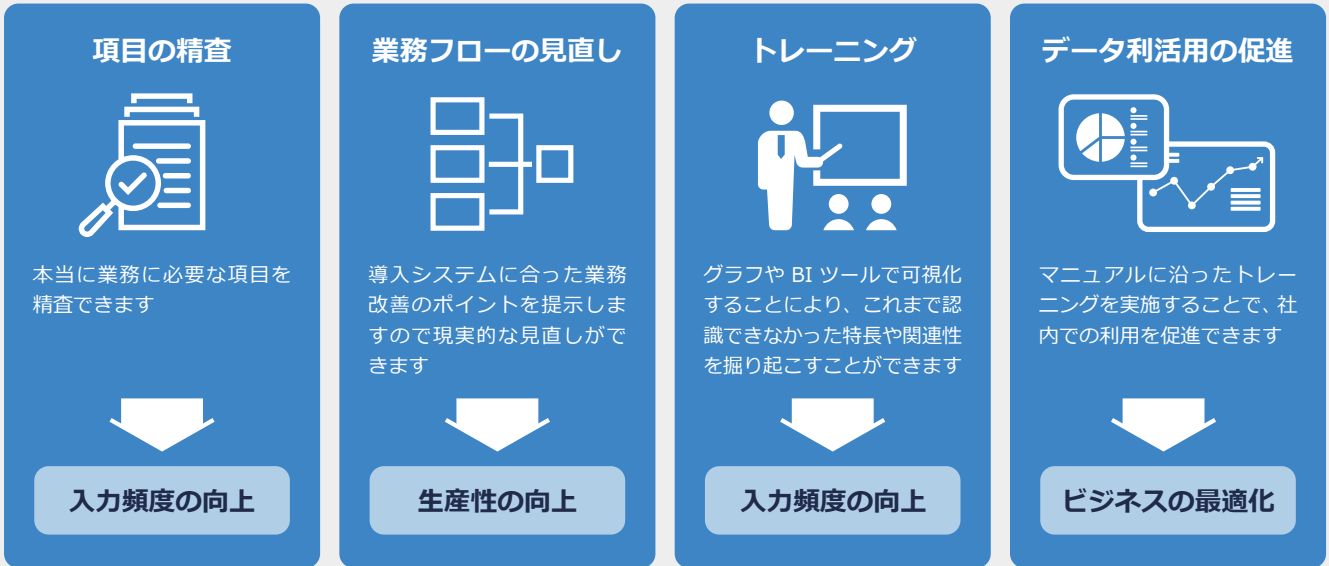 項目の精査
本当に業務に必要な項目を
精査できます
入力頻度の向上
業務フローの見直し
導入システムに合った業務
改善のポイントを提示しま
すので現実的な見直しがで
きます
生産性の向上
トレーニング
グラフや BI ツールで可視化
することにより、これまで認
識できなかった特長や関連性
を掘り起こすことができます
入力頻度の向上
データ利活用の促進
マニュアルに沿ったトレー
ニングを実施することで、社
内での利用を促進できます
ビジネスの最適化